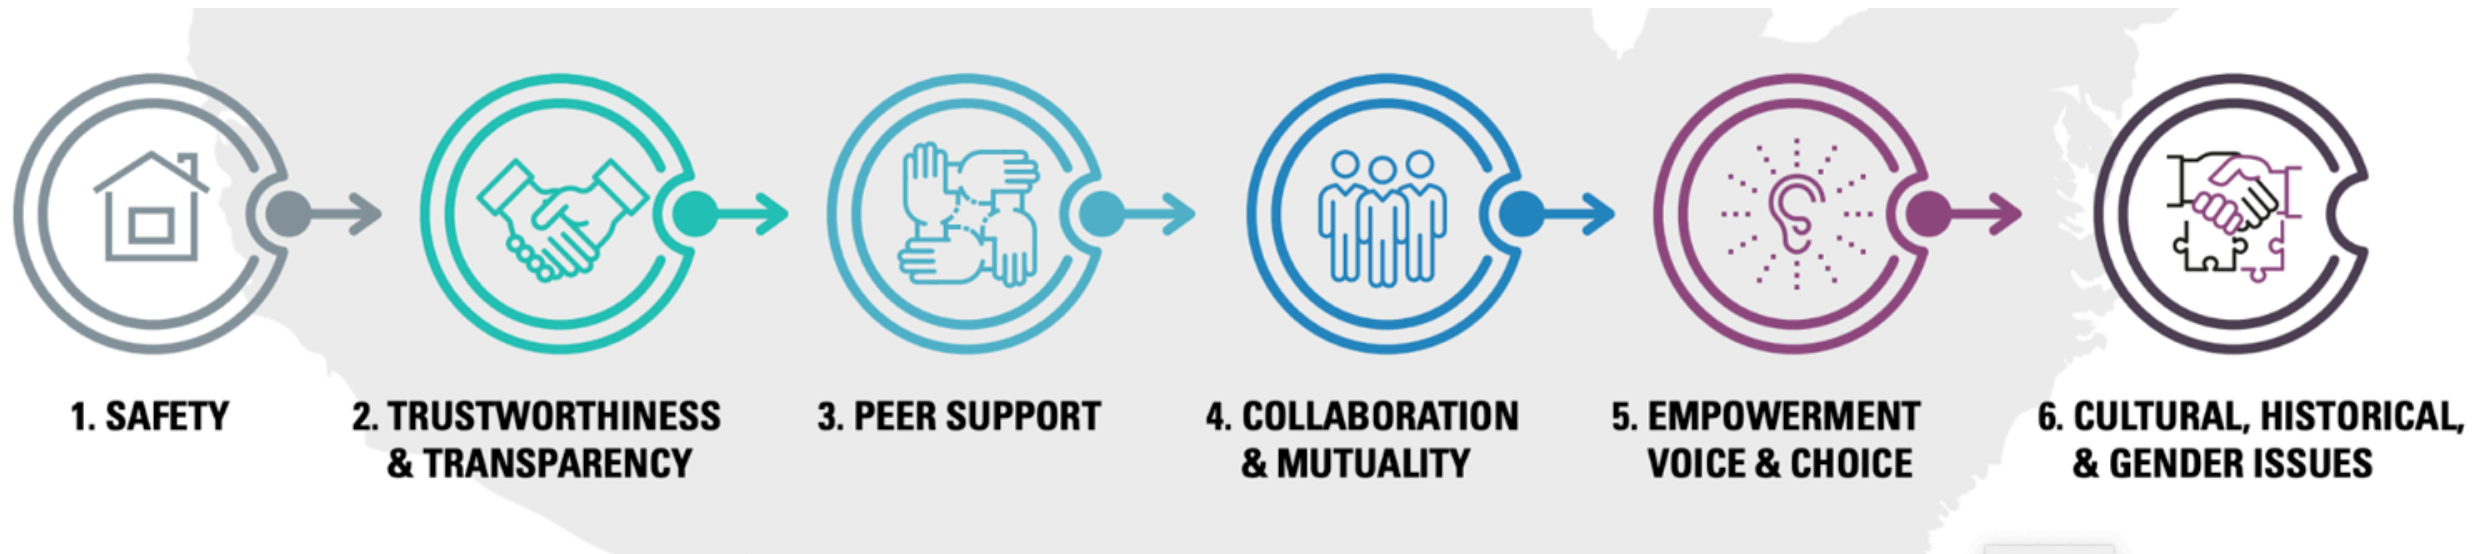 1. SAFETY
2. TRUSTWORTHINESS
& TRANSPARENCY
3. PEER SUPPORT
4. COLLABORATION
& MUTUALITY
5. EMPOWERMENT
VOICE & CHOICE
6. CULTURAL, HISTORICAL,
& GENDER ISSUES